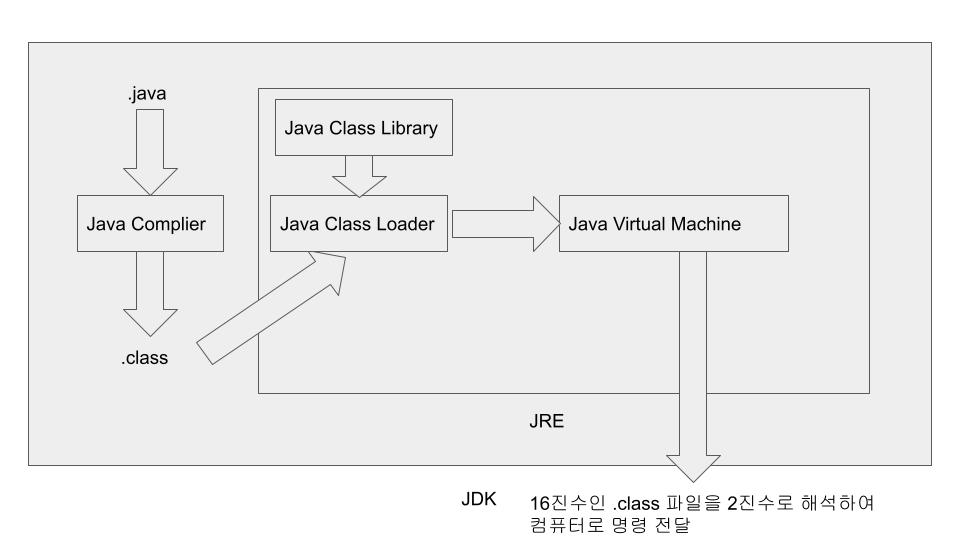 .java
Java Class Library
Java Complier
Java Class Loader
Java Virtual Machine
.class
JRE
JDK
16진수인 .class 파일을 2진수로 해석하여
컴퓨터로 명령 전달